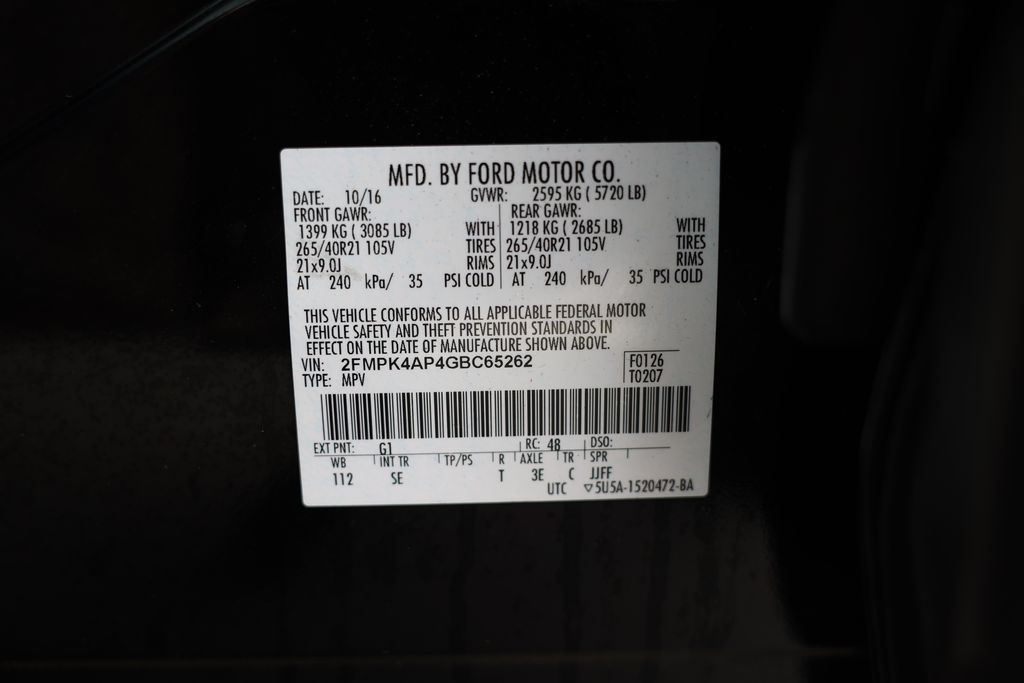 MFD. BY FORD MOTOR CO.
DATE: 10/16 GVWR: 2595 KG ( 5720 LB)
FRONT GAWR: REAR GAWR:
1399 KG ( 3085 LB) WITH 1218 KG ( 2685 LB) WITH
265/40R21 105V TIRES 265/40R21 105V TIRES
21x9.0J RIMS 21x9.0J RIMS
AT 240 kPa/ 35 PSI COLD AT 240 kPa/ 35 PSI COLD
THIS VEHICLE CONFORMS TO ALL APPLICABLE FEDERAL MOTOR
VEHICLE SAFETY AND THEFT PREVENTION STANDARDS IN
EFFECT ON THE DATE OF MANUFACTURE SHOWN ABOVE.
VIN: 2FMPK4AP4GBC65262 F0126
TYPE: MPV T0207
EXT PNT: G1 RC: 48 DSO:
WB INT TR TP/PS R AXLE TR SPR
112 SE T 3E C JJFF
UTC ▽5U5A-1520472-BA